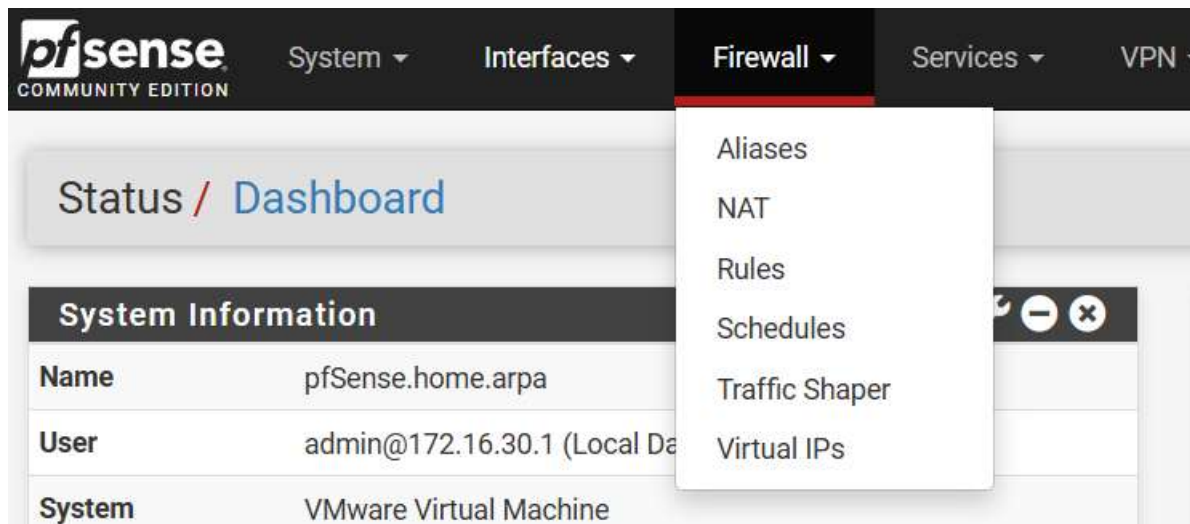 pfsense
COMMUNITY EDITION
System Interfaces Firewall Services VPN
Aliases
NAT
Rules
Schedules
Traffic Shaper
Virtual IPs
Status / Dashboard
System Information
Name pfSense.home.arpa
User admin@172.16.30.1 (Local Da
System VMware Virtual Machine